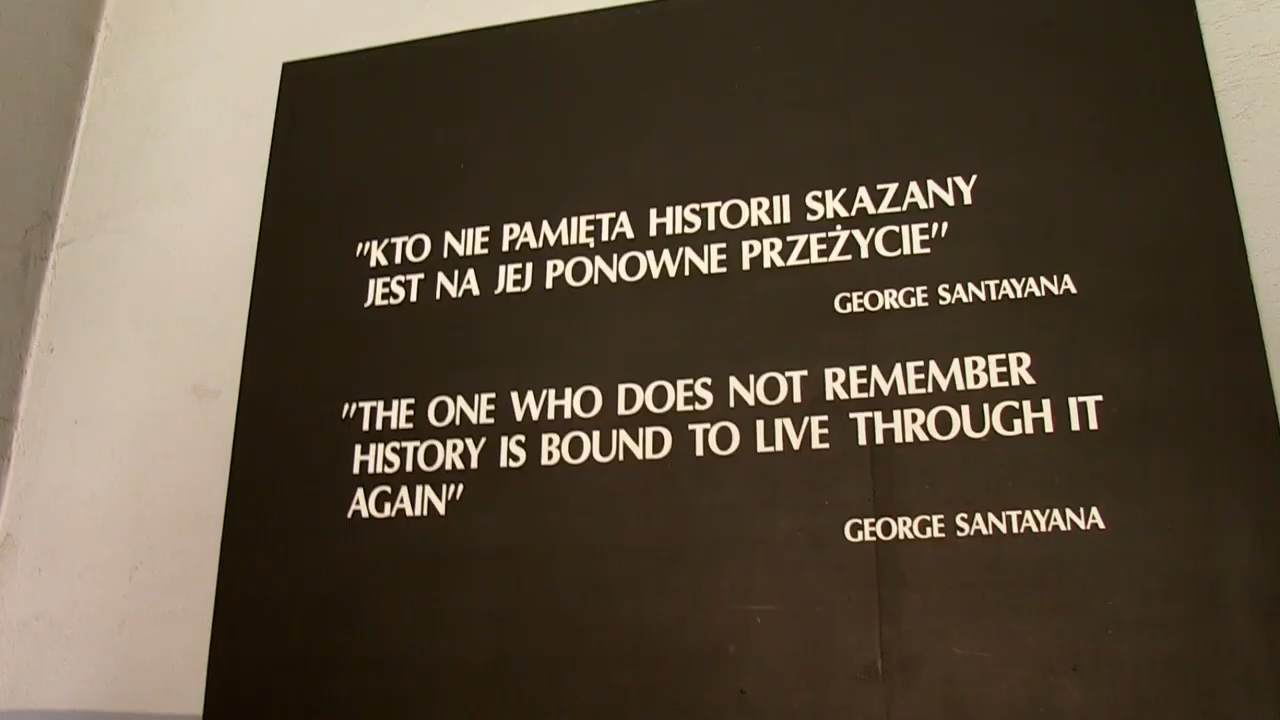 "KTO NIE PAMIĘTA HISTORII SKAZANY
JEST NA JEJ PONOWNE PRZEŻYCIE"
GEORGE SANTAYANA
"THE ONE WHO DOES NOT REMEMBER
HISTORY IS BOUND TO LIVE THROUGH IT
AGAIN"
GEORGE SANTAYANA